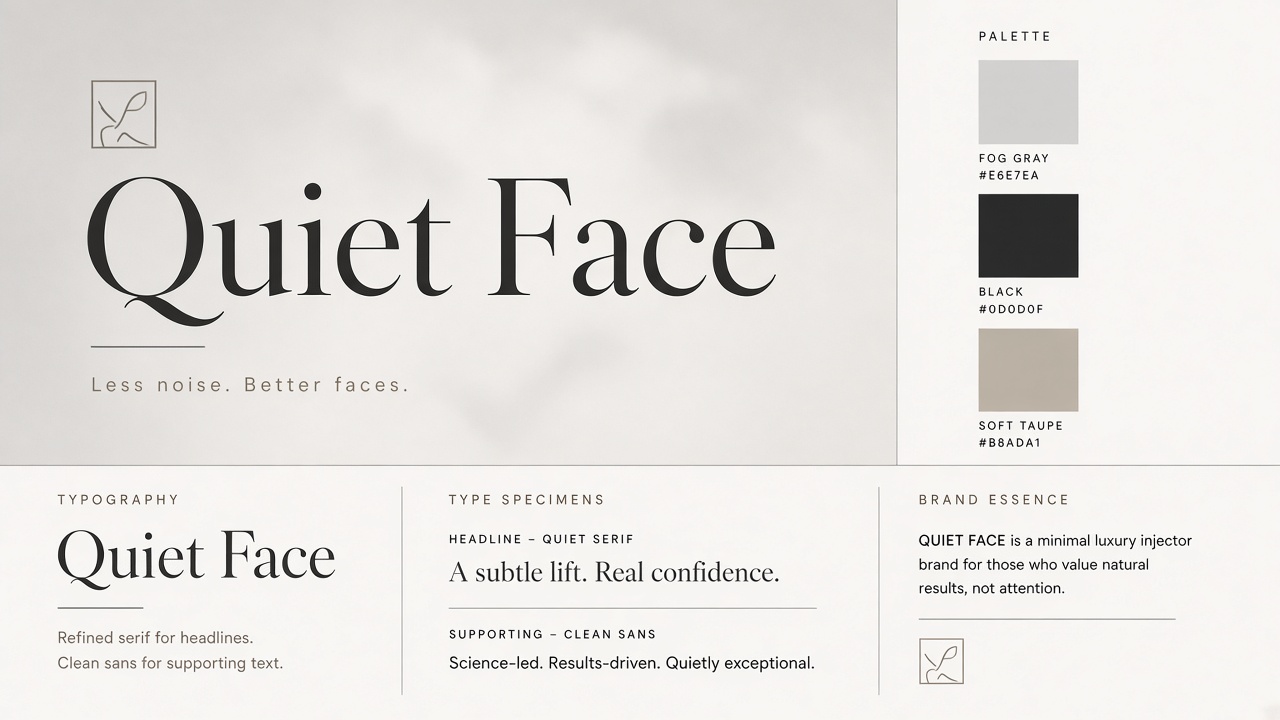 Quiet Face
Less noise. Better faces.
PALETTE
FOG GRAY
#E6E7EA
BLACK
#0D0D0F
SOFT TAUPE
#B8ADA1
TYPOGRAPHY
Quiet Face
Refined serif for headlines.
Clean sans for supporting text.
TYPE SPECIMENS
HEADLINE – QUIET SERIF
A subtle lift. Real confidence.
SUPPORTING – CLEAN SANS
Science-led. Results-driven. Quietly exceptional.
BRAND ESSENCE
QUIET FACE is a minimal luxury injector
brand for those who value natural
results, not attention.